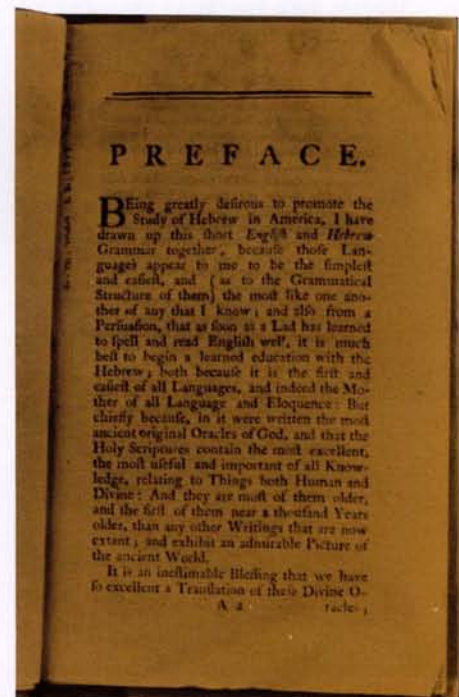 PREFACE.
BEing greatly desirous to promote the
Study of Hebrew in America, I have
drawn up this short English and Hebrew
Grammar together, because those Lan-
guages appear to me to be the simplest
and easiest, and (as to the Grammatical
Structure of them) the most like one ano-
ther of any that I know; and also from a
Persuasion, that as soon as a Lad has learned
to spell and read English well, it is much
best to begin a learned education with the
Hebrew; both because it is the first and
easiest of all Languages, and indeed the Mo-
ther of all Language and Eloquence: But
chiefly because, in it were written the most
ancient original Oracles of God, and that the
Holy Scriptures contain the most excellent,
the most useful and important of all Know-
ledge, relating to Things both Human and
Divine: And they are most of them older,
and the first of them near a thousand Years
older, than any other Writings that are now
extant; and exhibit an admirable Picture of
the ancient World.
It is an inestimable Blessing that we have
so excellent a Translation of these Divine O-
A 2 racles;